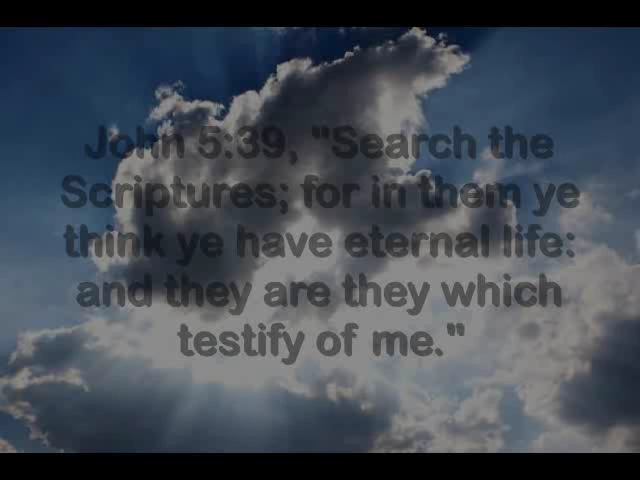 John 5:39, "Search the
Scriptures; for in them ye
think ye have eternal life:
and they are they which
testify of me."